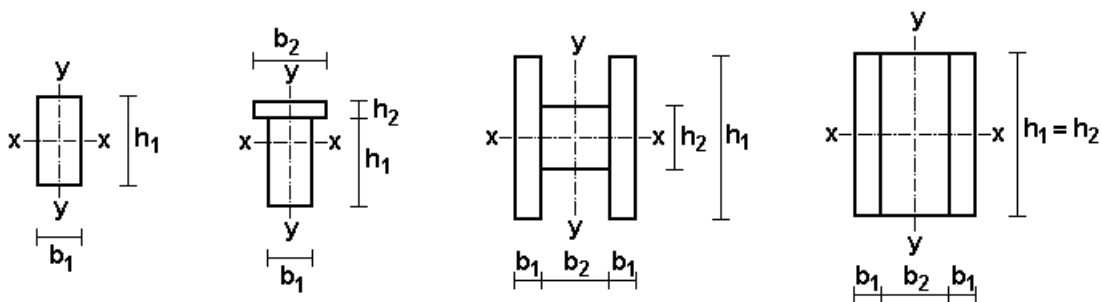 y
x x h₁
y
b₁
b₂
y
h₂
x x
h₁
y
b₁
y
x x h₂ h₁
y
b₁ b₂ b₁
y
x x h₁ = h₂
y
b₁ b₂ b₁